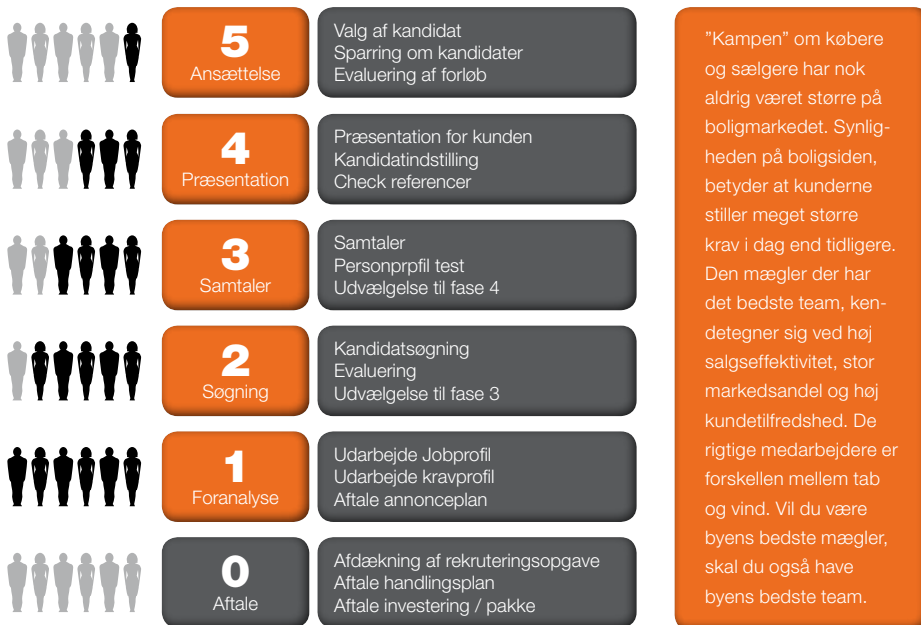 5
Ansættelse
Valg af kandidat
Sparring om kandidater
Evaluering af forløb
4
Præsentation
Præsentation for kunden
Kandidatindstilling
Check referencer
3
Samtaler
Samtaler
Personprpfil test
Udvælgelse til fase 4
2
Søgning
Kandidatsøgning
Evaluering
Udvælgelse til fase 3
1
Foranalyse
Udarbejde Jobprofil
Udarbejde kravprofil
Aftale annonceplan
0
Aftale
Afdækning af rekruteringsopgave
Aftale handlingsplan
Aftale investering / pakke
”Kampen” om købere
og sælgere har nok
aldrig været større på
boligmarkedet. Synlig-
heden på boligsiden,
betyder at kunderne
stiller meget større
krav i dag end tidligere.
Den mægler der har
det bedste team, ken-
detegner sig ved høj
salgseffektivitet, stor
markedsandel og høj
kundetilfredshed. De
rigtige medarbejdere er
forskellen mellem tab
og vind. Vil du være
byens bedste mægler,
skal du også have
byens bedste team.